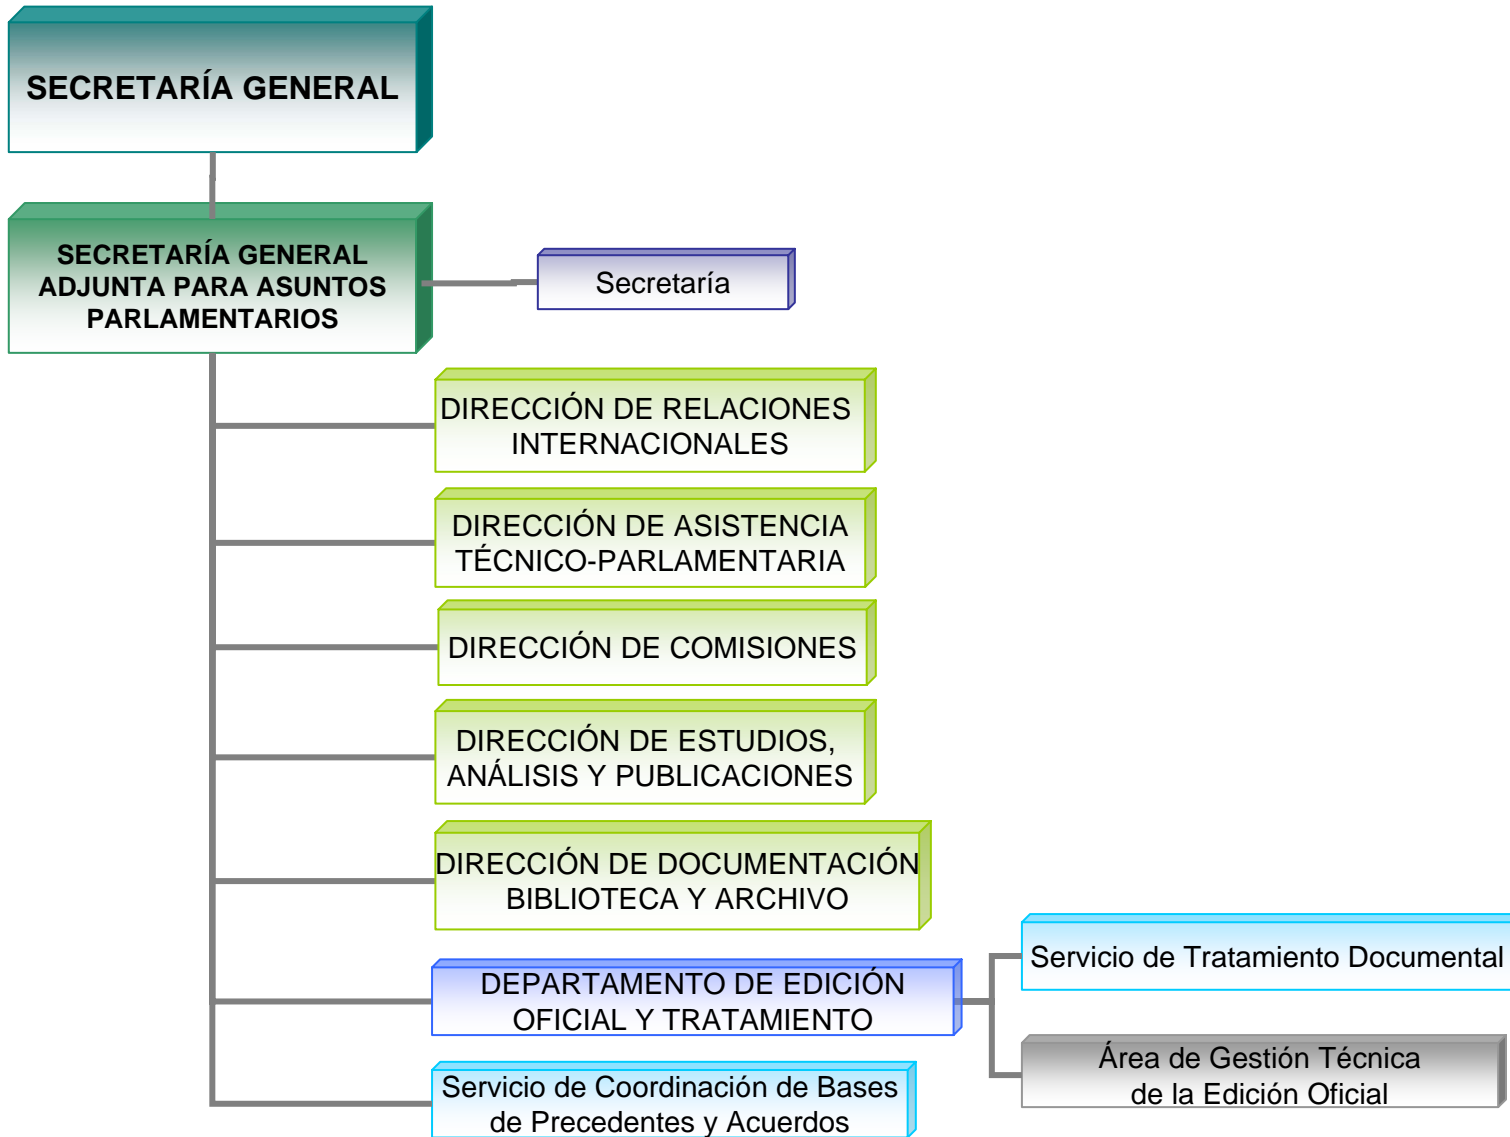 SECRETARÍA GENERAL
SECRETARÍA GENERAL
ADJUNTA PARA ASUNTOS
PARLAMENTARIOS
Secretaría
DIRECCIÓN DE RELACIONES
INTERNACIONALES
DIRECCIÓN DE ASISTENCIA
TÉCNICO-PARLAMENTARIA
DIRECCIÓN DE COMISIONES
DIRECCIÓN DE ESTUDIOS,
ANÁLISIS Y PUBLICACIONES
DIRECCIÓN DE DOCUMENTACIÓN
BIBLIOTECA Y ARCHIVO
DEPARTAMENTO DE EDICIÓN
OFICIAL Y TRATAMIENTO
Servicio de Tratamiento Documental
Área de Gestión Técnica
de la Edición Oficial
Servicio de Coordinación de Bases
de Precedentes y Acuerdos